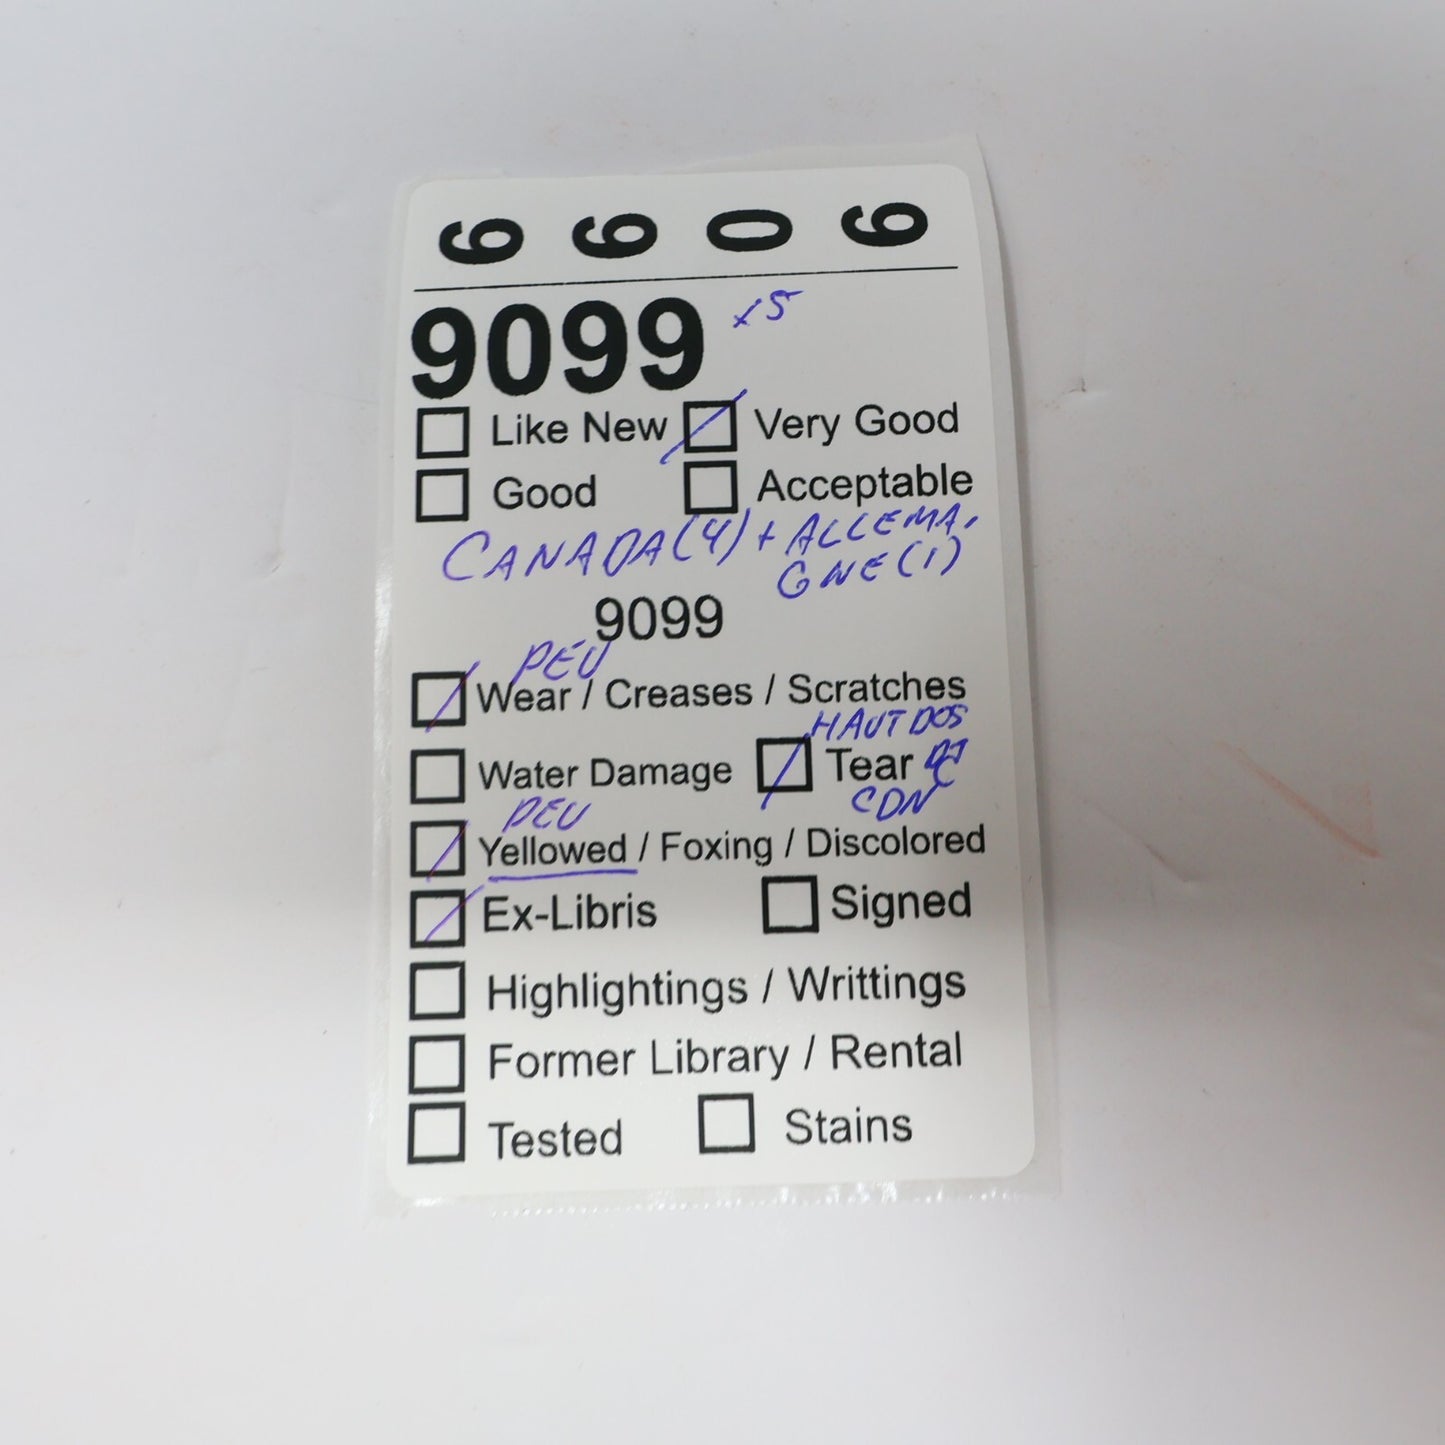 9099
9099 x5
Like New Very Good
Good Acceptable
CANADA(4) + ALLEMA,
GNE(1)
9099
PEU
Wear / Creases / Scratches
HAUT DOS
Water Damage Tear
CDN
PEU
Yellowed / Foxing / Discolored
Ex-Libris Signed
Highlightings / Writtings
Former Library / Rental
Tested Stains